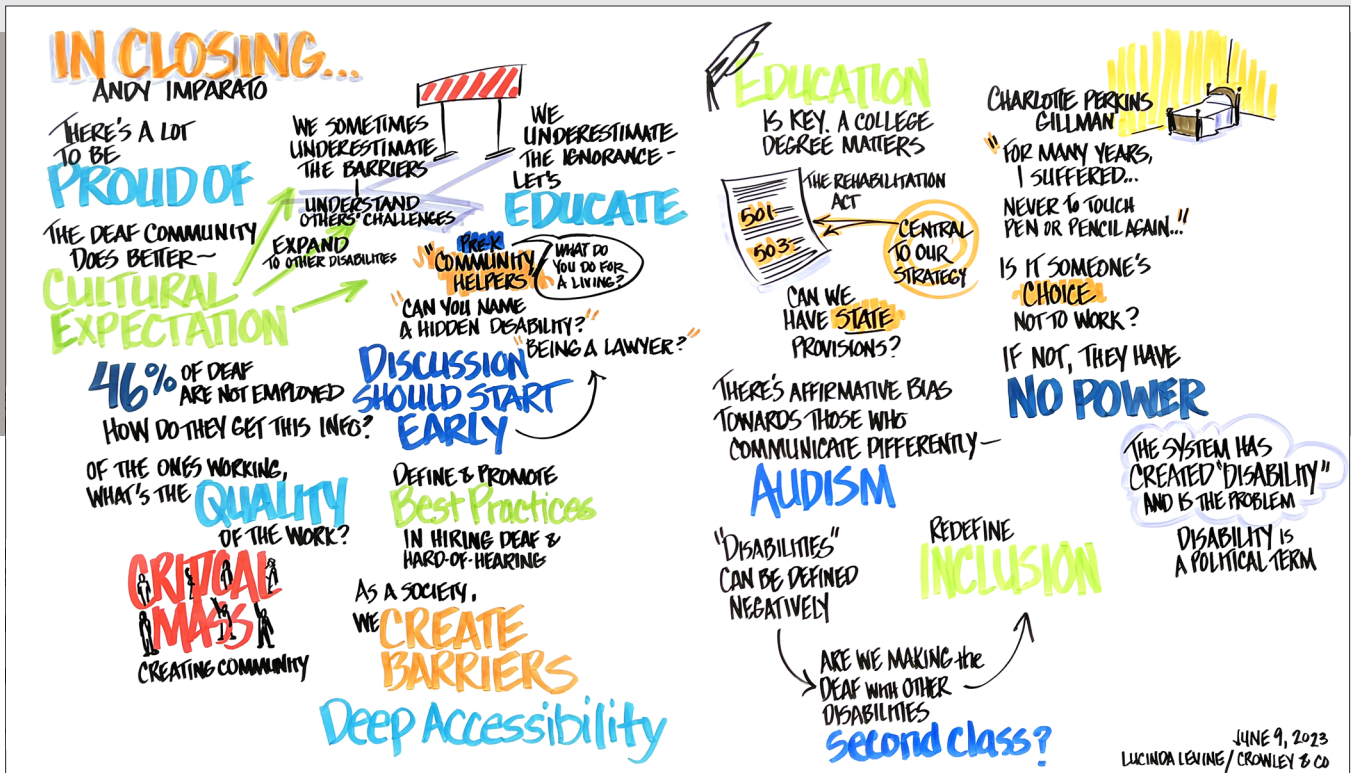 IN CLOSING...
ANDY IMPARATO
THERE'S A LOT
TO BE
PROUD OF
THE DEAF COMMUNITY
DOES BETTER~
CULTURAL
EXPECTATION
WE SOMETIMES
UNDERESTIMATE
THE BARRIERS
UNDERSTAND
OTHERS' CHALLENGES
EXPAND
TO OTHER DISABILITIES
WE
UNDERESTIMATE
THE IGNORANCE -
LET'S
EDUCATE
"PRE-K
COMMUNITY
HELPERS
WHAT DO
YOU DO FOR
A LIVING?
"CAN YOU NAME
A HIDDEN DISABILITY?"
"BEING A LAWYER?"
DISCUSSION
SHOULD START
EARLY
46% OF DEAF
ARE NOT EMPLOYED
HOW DO THEY GET THIS INFO?
OF THE ONES WORKING,
WHAT'S THE QUALITY
OF THE WORK?
CRITICAL
MASS
CREATING COMMUNITY
DEFINE & PROMOTE
Best Practices
IN HIRING DEAF &
HARD-OF-HEARING
AS A SOCIETY,
WE CREATE
BARRIERS
Deep Accessibility
EDUCATION
IS KEY. A COLLEGE
DEGREE MATTERS
THE REHABILITATION
ACT
501-
503-
CENTRAL
TO OUR
STRATEGY
CAN WE
HAVE STATE
PROVISIONS?
THERE'S AFFIRMATIVE BIAS
TOWARDS THOSE WHO
COMMUNICATE DIFFERENTLY—
AUDISM
"DISABILITIES"
CAN BE DEFINED
NEGATIVELY
ARE WE MAKING the
DEAF WITH OTHER
DISABILITIES
Second Class?
REDEFINE
INCLUSION
CHARLOTTE PERKINS
GILLMAN
"FOR MANY YEARS,
I SUFFERED...
NEVER to TOUCH
PEN OR PENCIL AGAIN..."
IS IT SOMEONE'S
CHOICE
NOT TO WORK?
IF NOT, THEY HAVE
NO POWER
THE SYSTEM HAS
CREATED "DISABILITY"
AND IS THE PROBLEM
DISABILITY IS
A POLITICAL TERM
JUNE 9, 2023
LUCINDA LEVINE/CROWLEY & CO